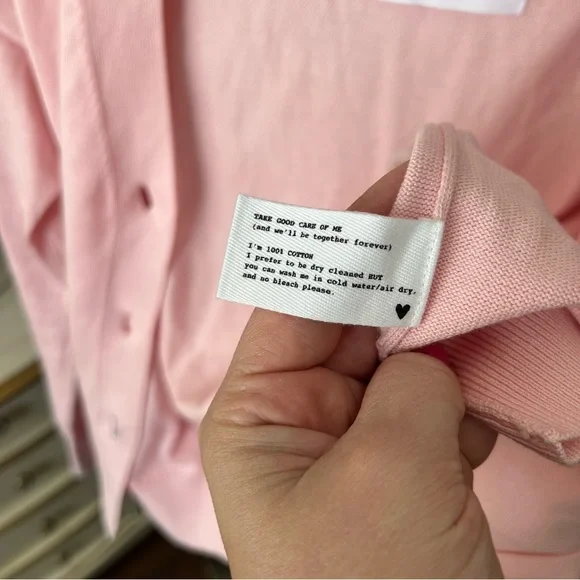 TAKE GOOD CARE OF ME
(and we'll be together forever)
I'm 100% COTTON
I prefer to be dry cleaned BUT
you can wash me in cold water/air dry,
and no bleach please.